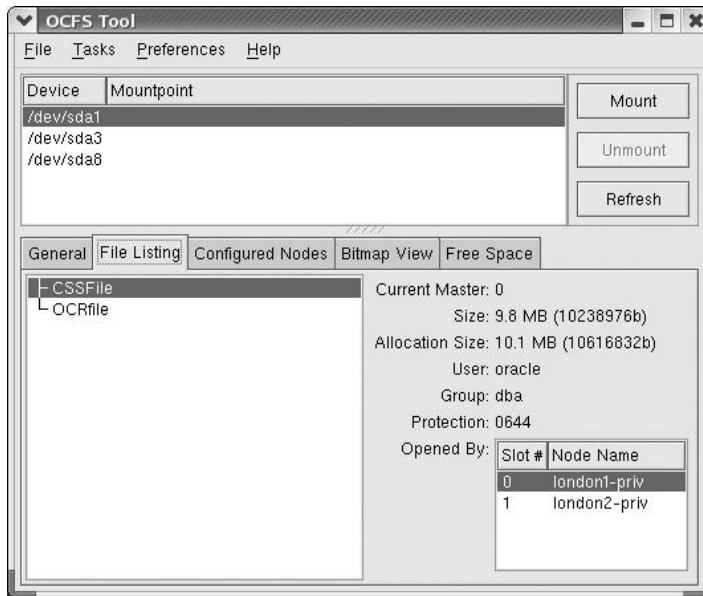 OCFS Tool
File Tasks Preferences Help
Device Mountpoint
/dev/sda1
/dev/sda3
/dev/sda8
Mount
Unmount
Refresh
General File Listing Configured Nodes Bitmap View Free Space
CSSFile
OCRfile
Current Master: 0
Size: 9.8 MB (10238976b)
Allocation Size: 10.1 MB (10616832b)
User: oracle
Group: dba
Protection: 0644
Opened By:
Slot # Node Name
0 london1-priv
1 london2-priv